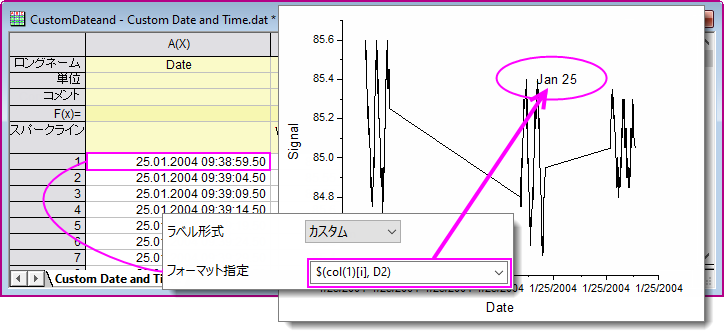 CustomDateand - Custom Date and Time.dat *
A(X)
ロングネーム Date
単位
コメント
F(x)=
スパークライン
1 25.01.2004 09:38:59.50
2 25.01.2004 09:39:04.50
3 25.01.2004 09:39:09.50
4 25.01.2004 09:39:14.50
5 25.01
6 25.01
7 25.01
Custom Date and Tim
ラベル形式 カスタム
フォーマット指定 $(col(1)[i], D2)
85.6
85.4
85.2
85.0
84.8
Signal
Jan 25
1/25/2004 1/25/2004 1/25/2004
Date